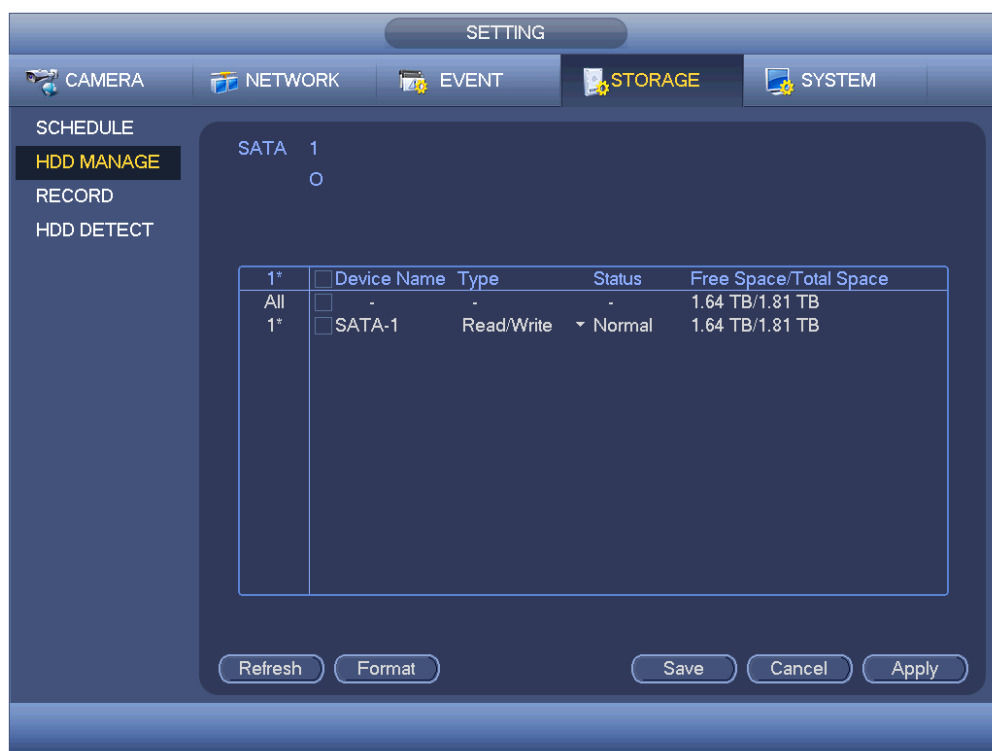 SETTING
CAMERA NETWORK EVENT STORAGE SYSTEM
SCHEDULE
HDD MANAGE
RECORD
HDD DETECT
SATA 1
O
1* Device Name Type Status Free Space/Total Space
All - - - 1.64 TB/1.81 TB
1* SATA-1 Read/Write Normal 1.64 TB/1.81 TB
Refresh Format Save Cancel Apply